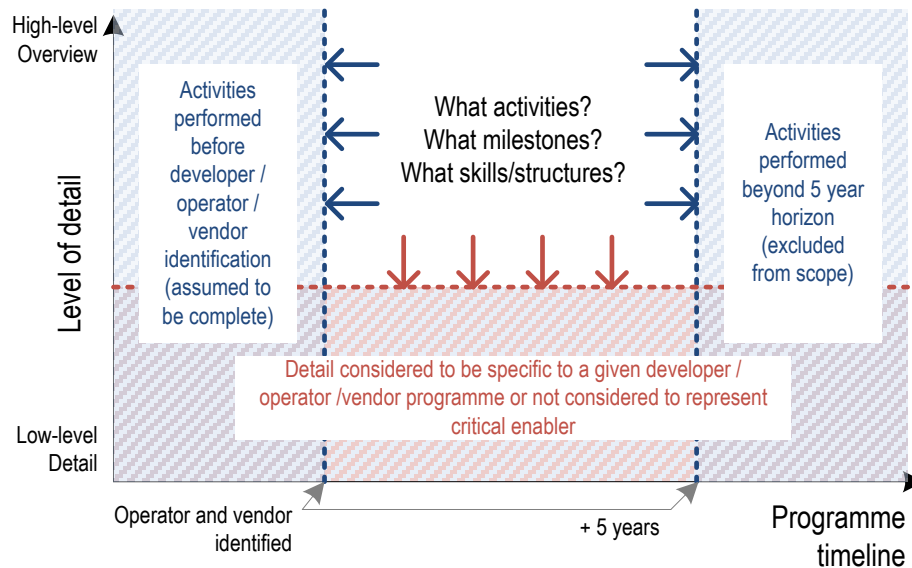 High-level
Overview
Level of detail
Low-level
Detail
Activities
performed
before
developer /
operator /
vendor
identification
(assumed to
be complete)
What activities?
What milestones?
What skills/structures?
Activities
performed
beyond 5 year
horizon
(excluded
from scope)
Detail considered to be specific to a given developer /
operator /vendor programme or not considered to represent
critical enabler
Operator and vendor
identified
+ 5 years
Programme
timeline